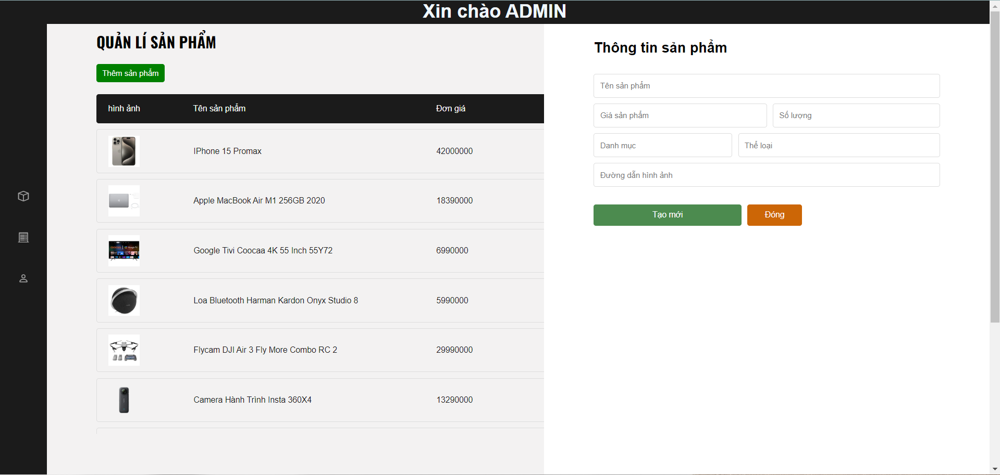 Xin chào ADMIN
QUẢN LÍ SẢN PHẨM
Thêm sản phẩm
hình ảnh Tên sản phẩm Đơn giá
IPhone 15 Promax 42000000
Apple MacBook Air M1 256GB 2020 18390000
Google Tivi Coocaa 4K 55 Inch 55Y72 6990000
Loa Bluetooth Harman Kardon Onyx Studio 8 5990000
Flycam DJI Air 3 Fly More Combo RC 2 29990000
Camera Hành Trình Insta 360X4 13290000
Thông tin sản phẩm
Tên sản phẩm
Giá sản phẩm Số lượng
Danh mục Thể loại
Đường dẫn hình ảnh
Tạo mới Đóng